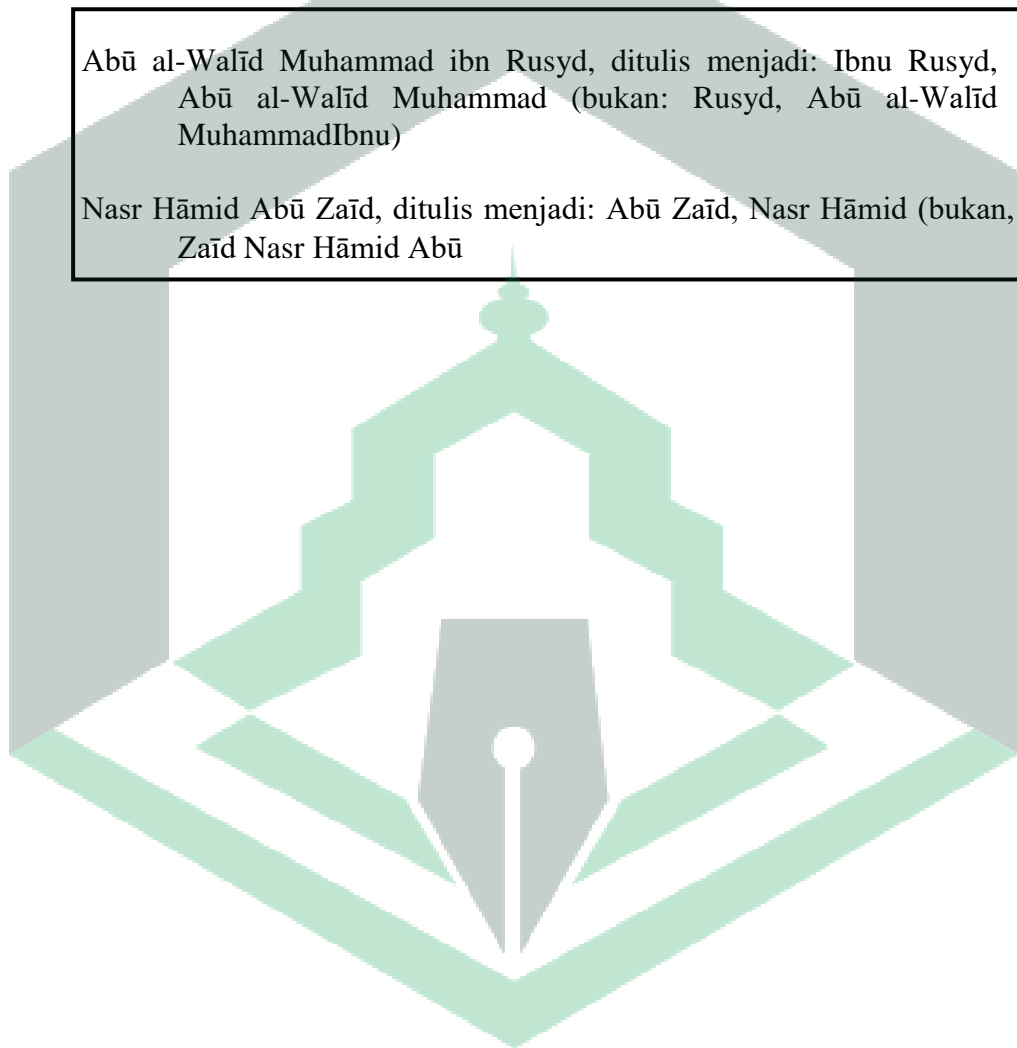 Abū al-Walīd Muhammad ibn Rusyd, ditulis menjadi: Ibnu Rusyd,
Abū al-Walīd Muhammad (bukan: Rusyd, Abū al-Walīd
MuhammadIbnu)
Nasr Hāmid Abū Zaīd, ditulis menjadi: Abū Zaīd, Nasr Hāmid (bukan,
Zaīd Nasr Hāmid Abū